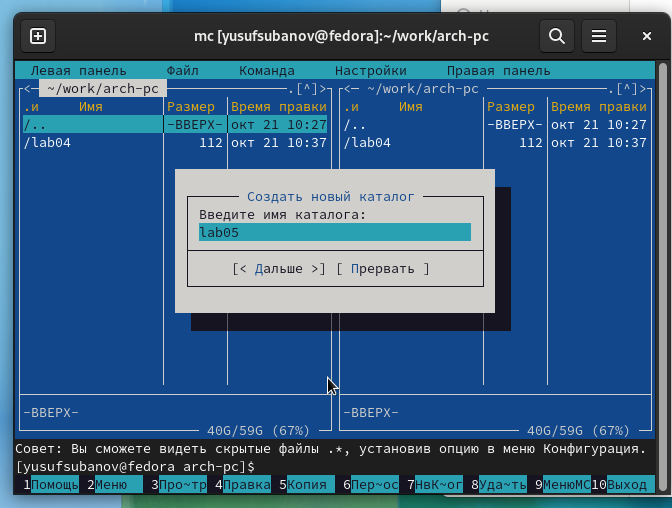 mc [yusufsubanov@fedora]:~/work/arch-pc
Левая панель Файл Команда Настройки Правая панель
<─ ~/work/arch-pc .[^]> <─ ~/work/arch-pc .[^]>
.и Имя Размер Время правки .и Имя Размер Время правки
/.. -ВВЕРХ- окт 21 10:27 /.. -ВВЕРХ- окт 21 10:27
/lab04 112 окт 21 10:37 /lab04 112 окт 21 10:37
Создать новый каталог
Введите имя каталога:
lab05
[< Дальше >] [ Прервать ]
-ВВЕРХ- -ВВЕРХ-
40G/59G (67%) 40G/59G (67%)
Совет: Вы сможете видеть скрытые файлы .*, установив опцию в меню Конфигурация.
[yusufsubanov@fedora arch-pc]$
1Помощь 2Меню 3Про~тр 4Правка 5Копия 6Пер~ос 7НвК~ог 8Уда~ть 9МенюMC 10Выход